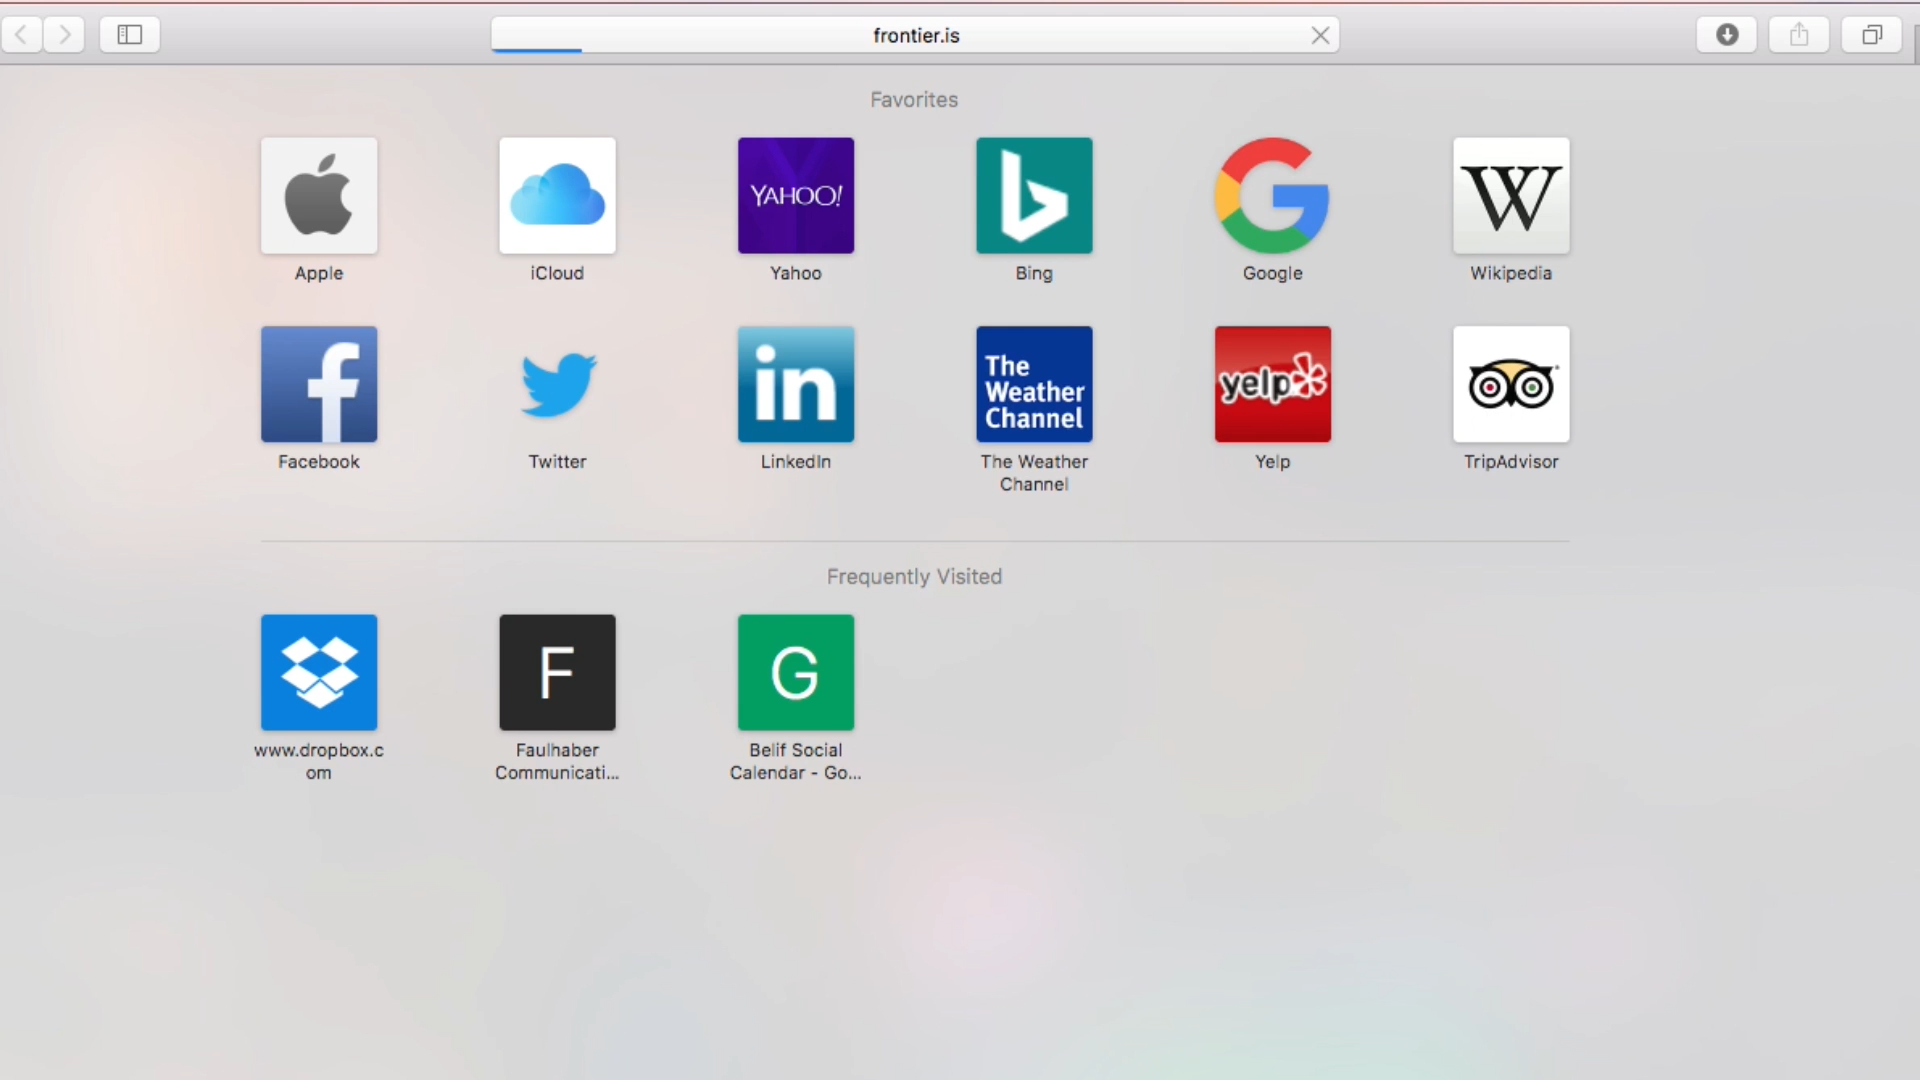 frontier.is
Favorites
YAHOO!
W
Apple
iCloud
Yahoo
Bing
Google
Wikipedia
f
in
The
Weather
Channel
yelp
Facebook
Twitter
LinkedIn
The Weather
Channel
Yelp
TripAdvisor
Frequently Visited
F
G
www.dropbox.c
om
Faulhaber
Communicati...
Belif Social
Calendar - Go...